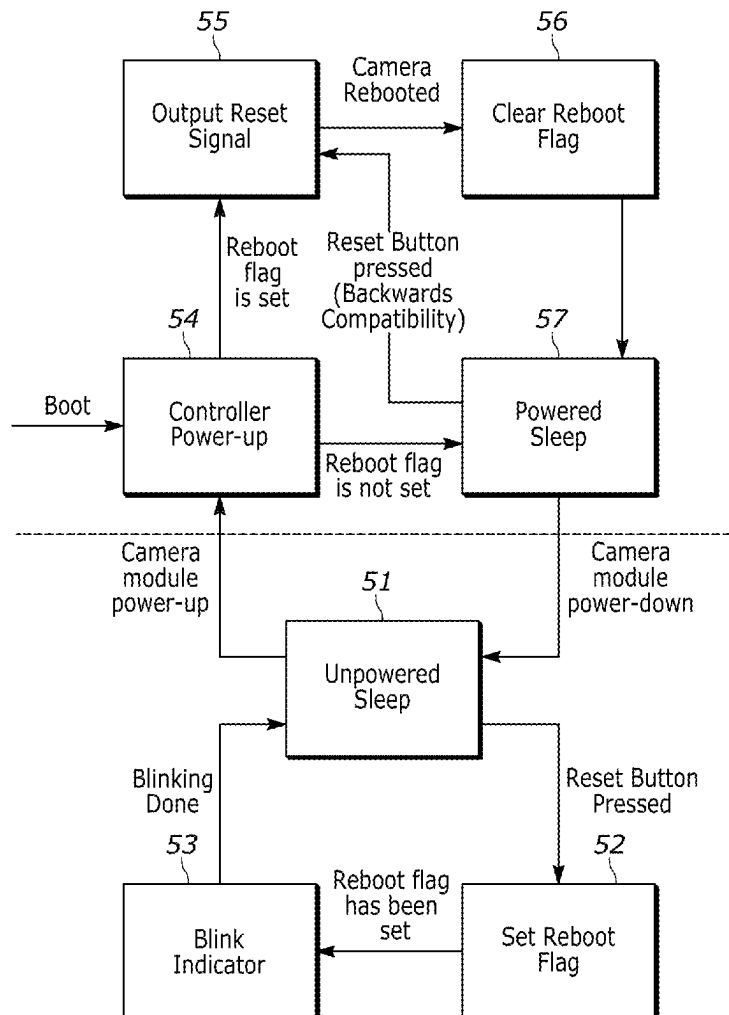 55
56
Output Reset
Signal
Camera
Rebooted
Clear Reboot
Flag
Reboot
flag
is set
Reset Button
pressed
(Backwards
Compatibility)
54
57
Boot
Controller
Power-up
Powered
Sleep
Reboot flag
is not set
Camera
module
power-up
Camera
module
power-down
51
Unpowered
Sleep
Blinking
Done
Reset Button
Pressed
53
52
Blink
Indicator
Reboot flag
has been
set
Set Reboot
Flag